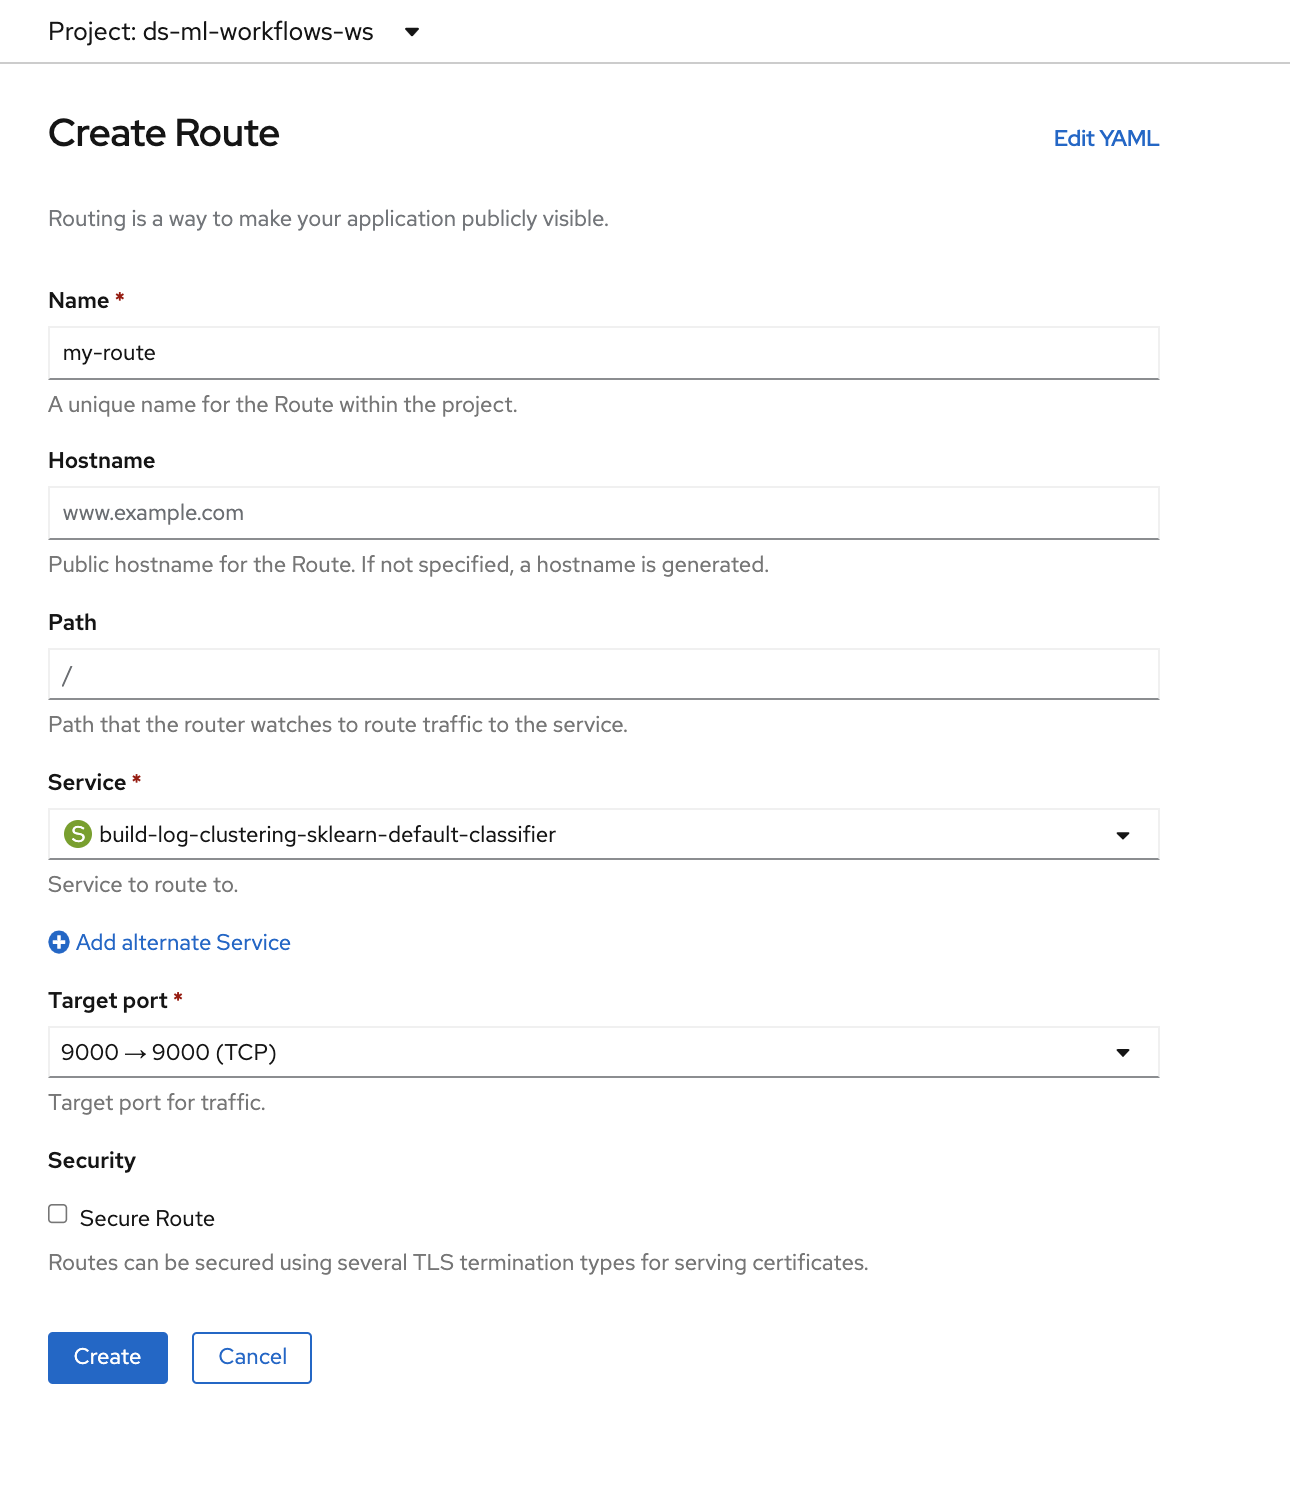 Project: ds-ml-workflows-ws
Create Route
Edit YAML
Routing is a way to make your application publicly visible.
Name *
my-route
A unique name for the Route within the project.
Hostname
www.example.com
Public hostname for the Route. If not specified, a hostname is generated.
Path
/
Path that the router watches to route traffic to the service.
Service *
S build-log-clustering-sklearn-default-classifier
Service to route to.
Add alternate Service
Target port *
9000 → 9000 (TCP)
Target port for traffic.
Security
Secure Route
Routes can be secured using several TLS termination types for serving certificates.
Create
Cancel